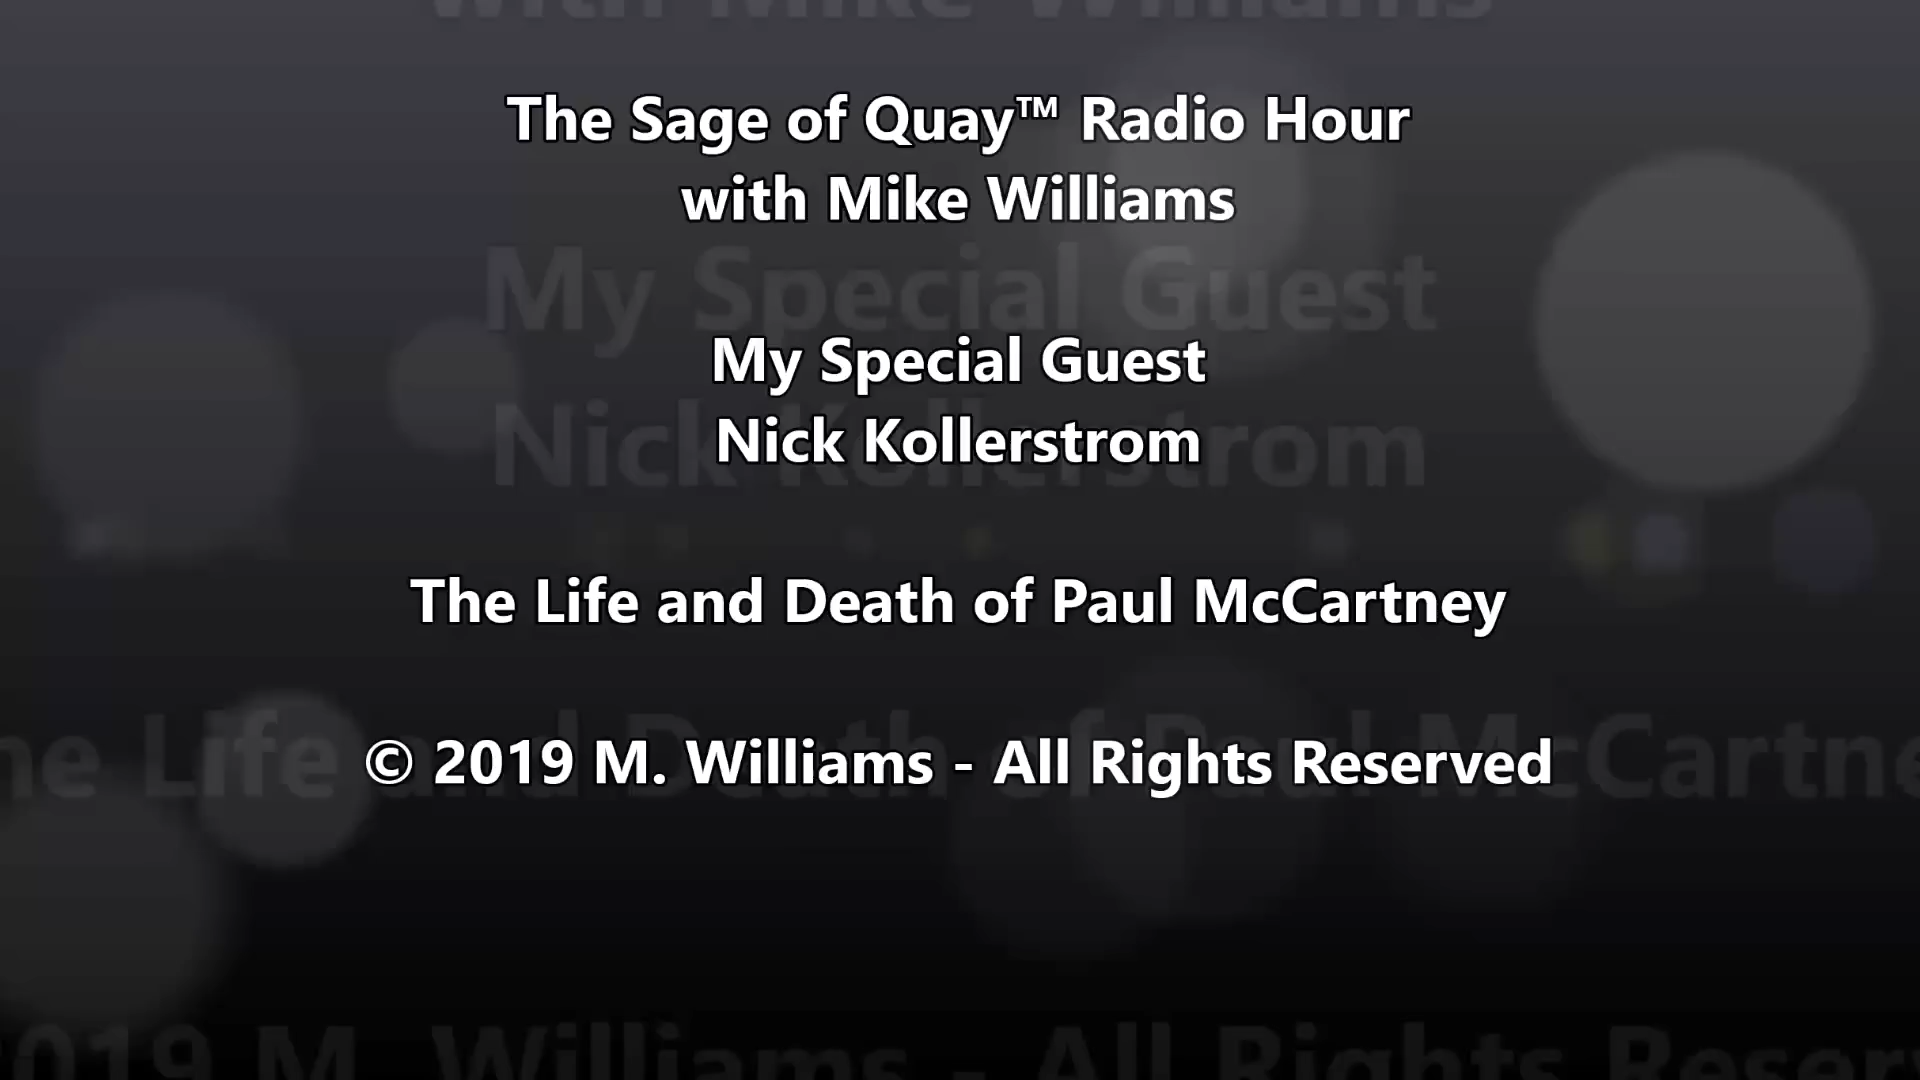 The Sage of Quay™ Radio Hour
with Mike Williams
My Special Guest
Nick Kollerstrom
The Life and Death of Paul McCartney
© 2019 M. Williams - All Rights Reserved